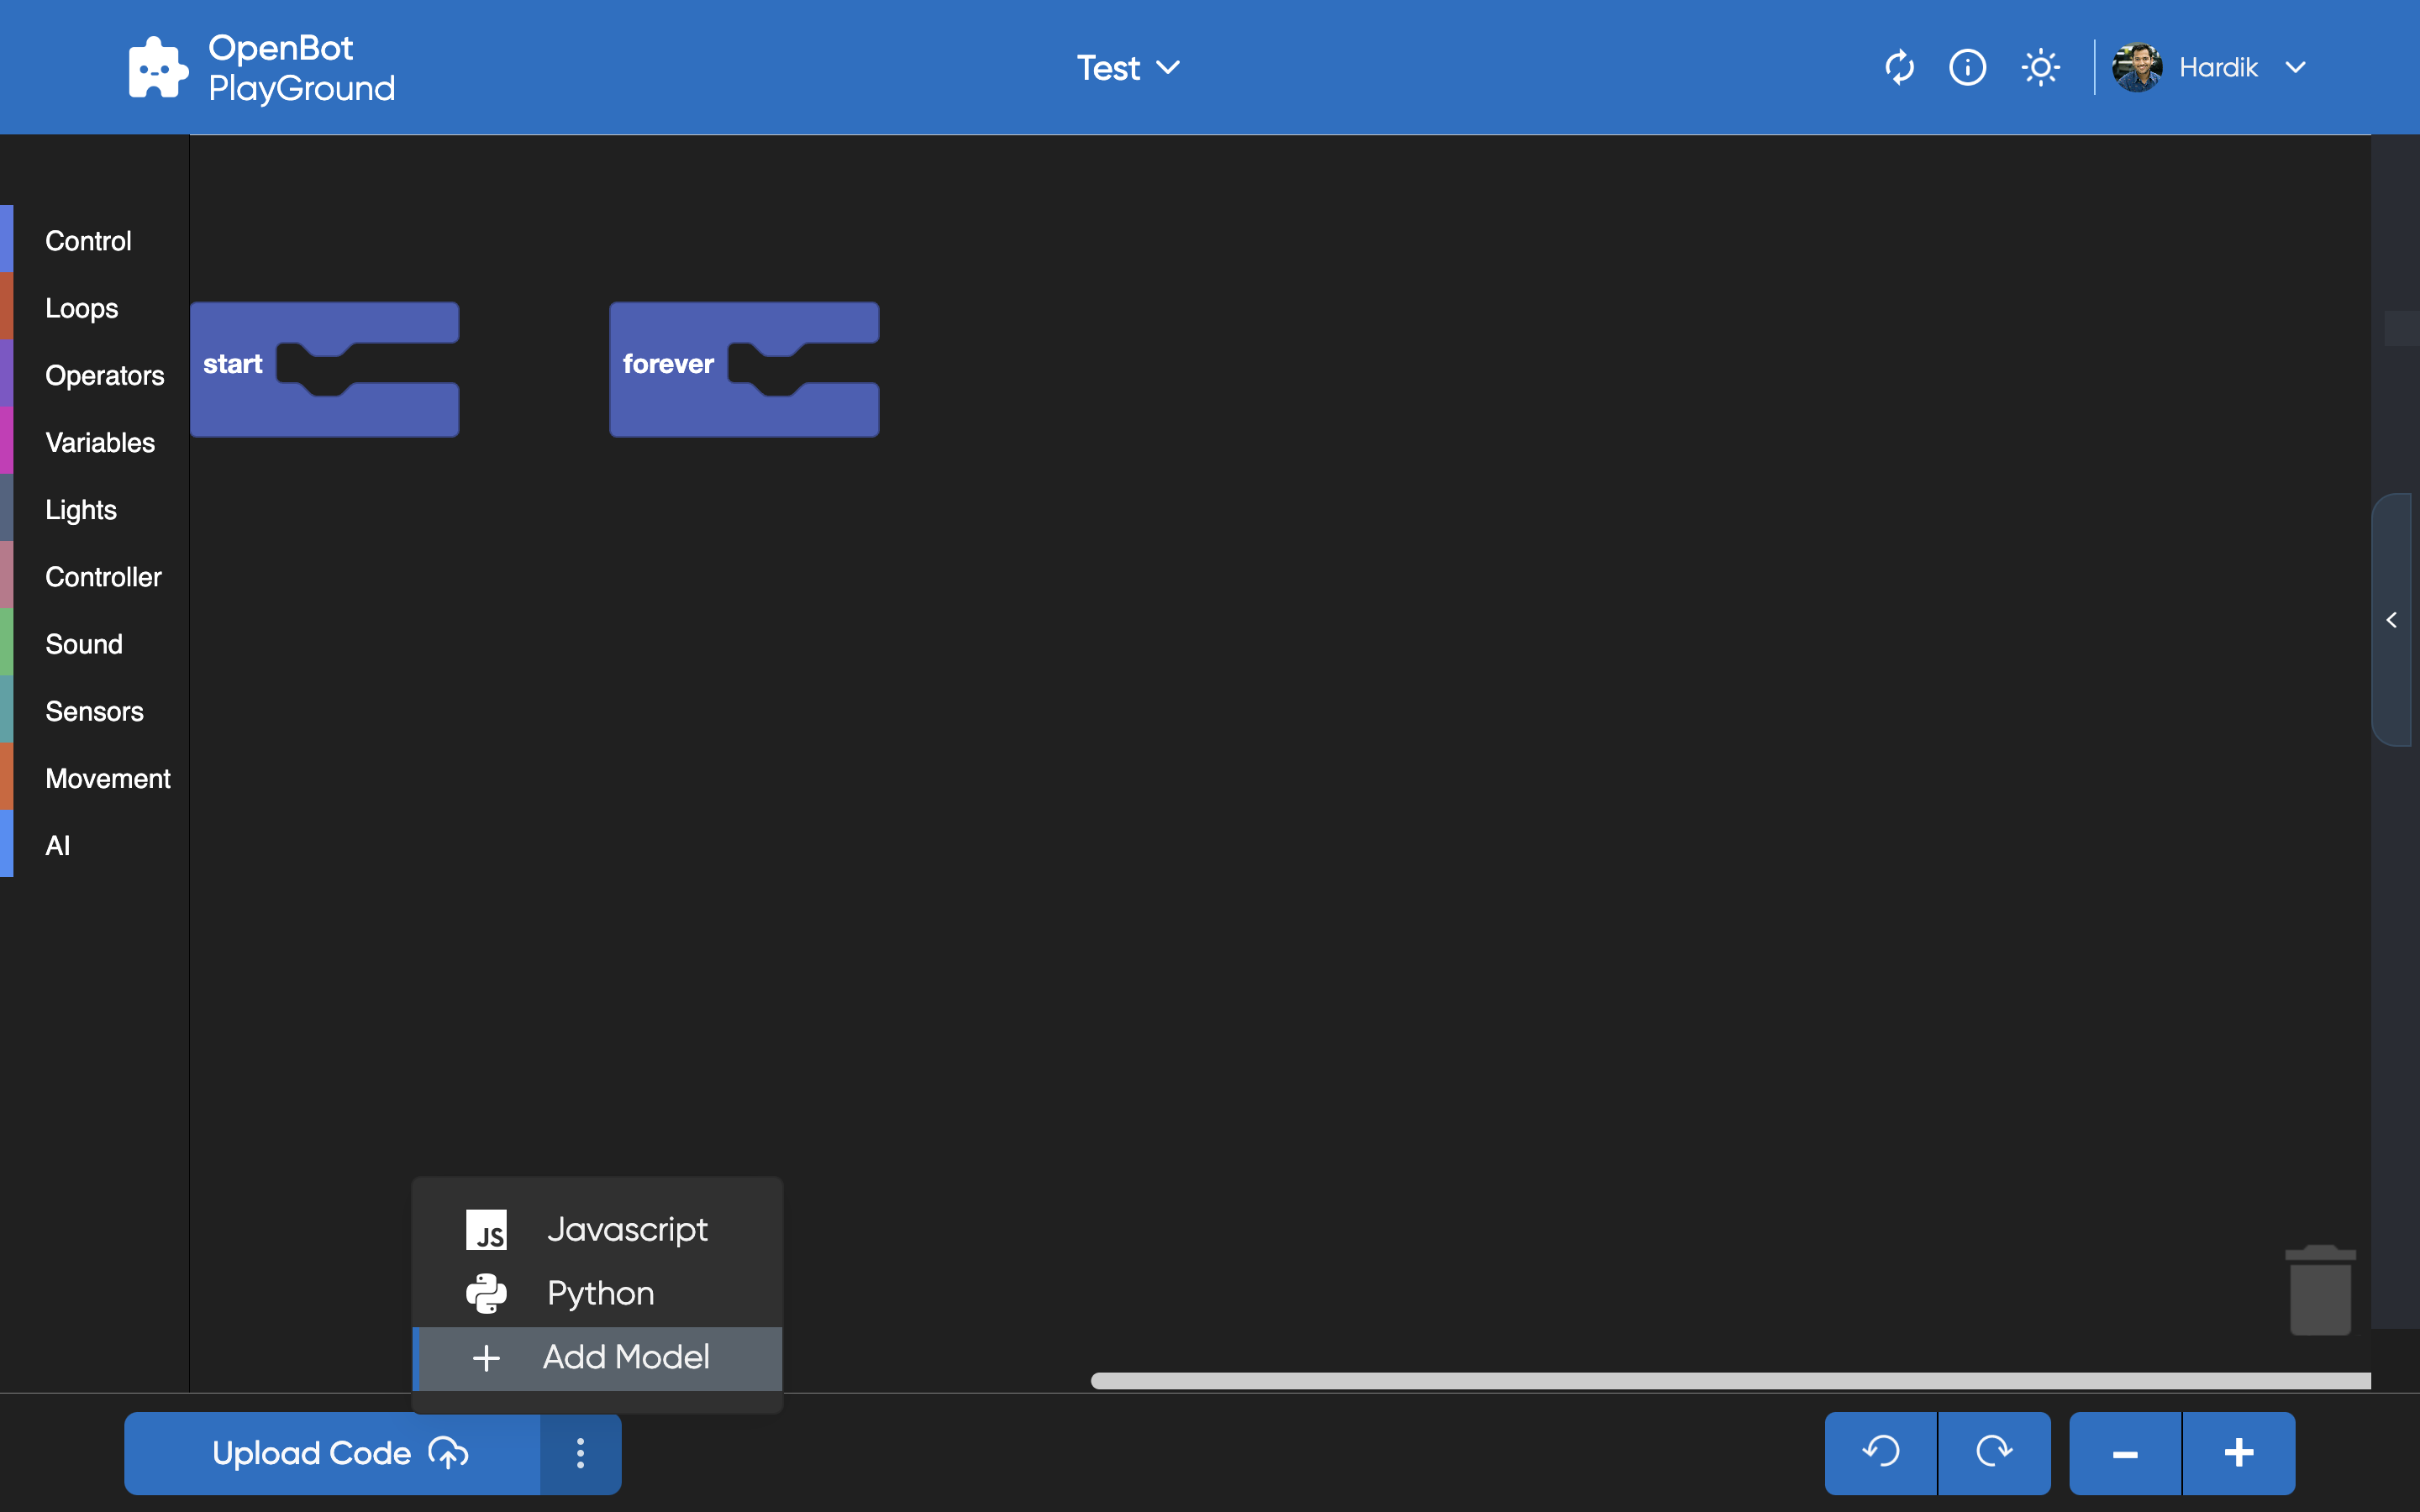 OpenBot
PlayGround
Test
Hardik
Control
Loops
Operators
Variables
Lights
Controller
Sound
Sensors
Movement
AI
start
forever
JS Javascript
Python
Add Model
Upload Code